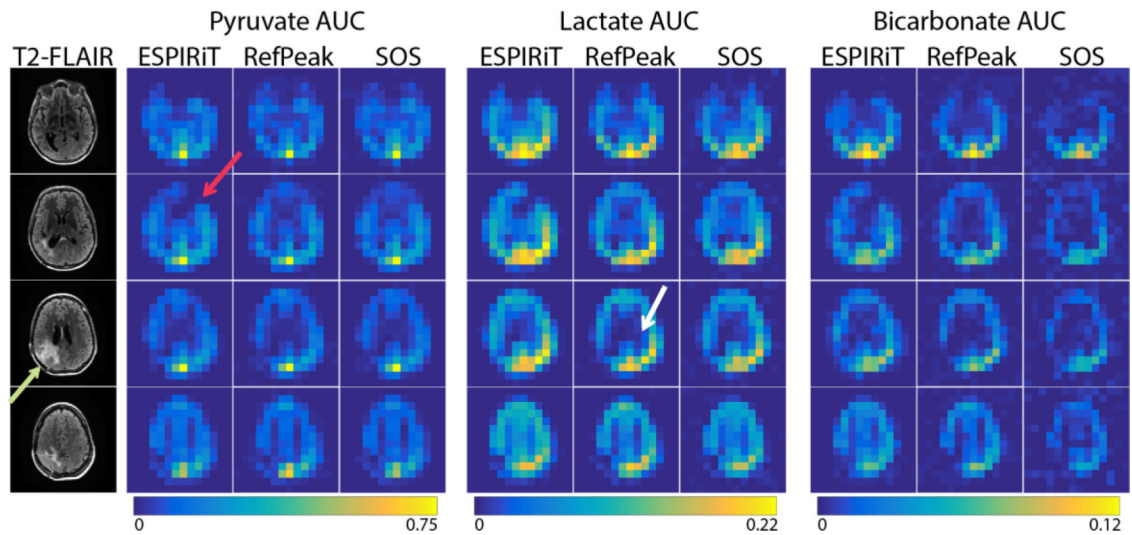 Pyruvate AUC Lactate AUC Bicarbonate AUC
T2-FLAIR ESPIRiT RefPeak SOS ESPIRiT RefPeak SOS ESPIRiT RefPeak SOS
0 0.75 0 0.22 0 0.12